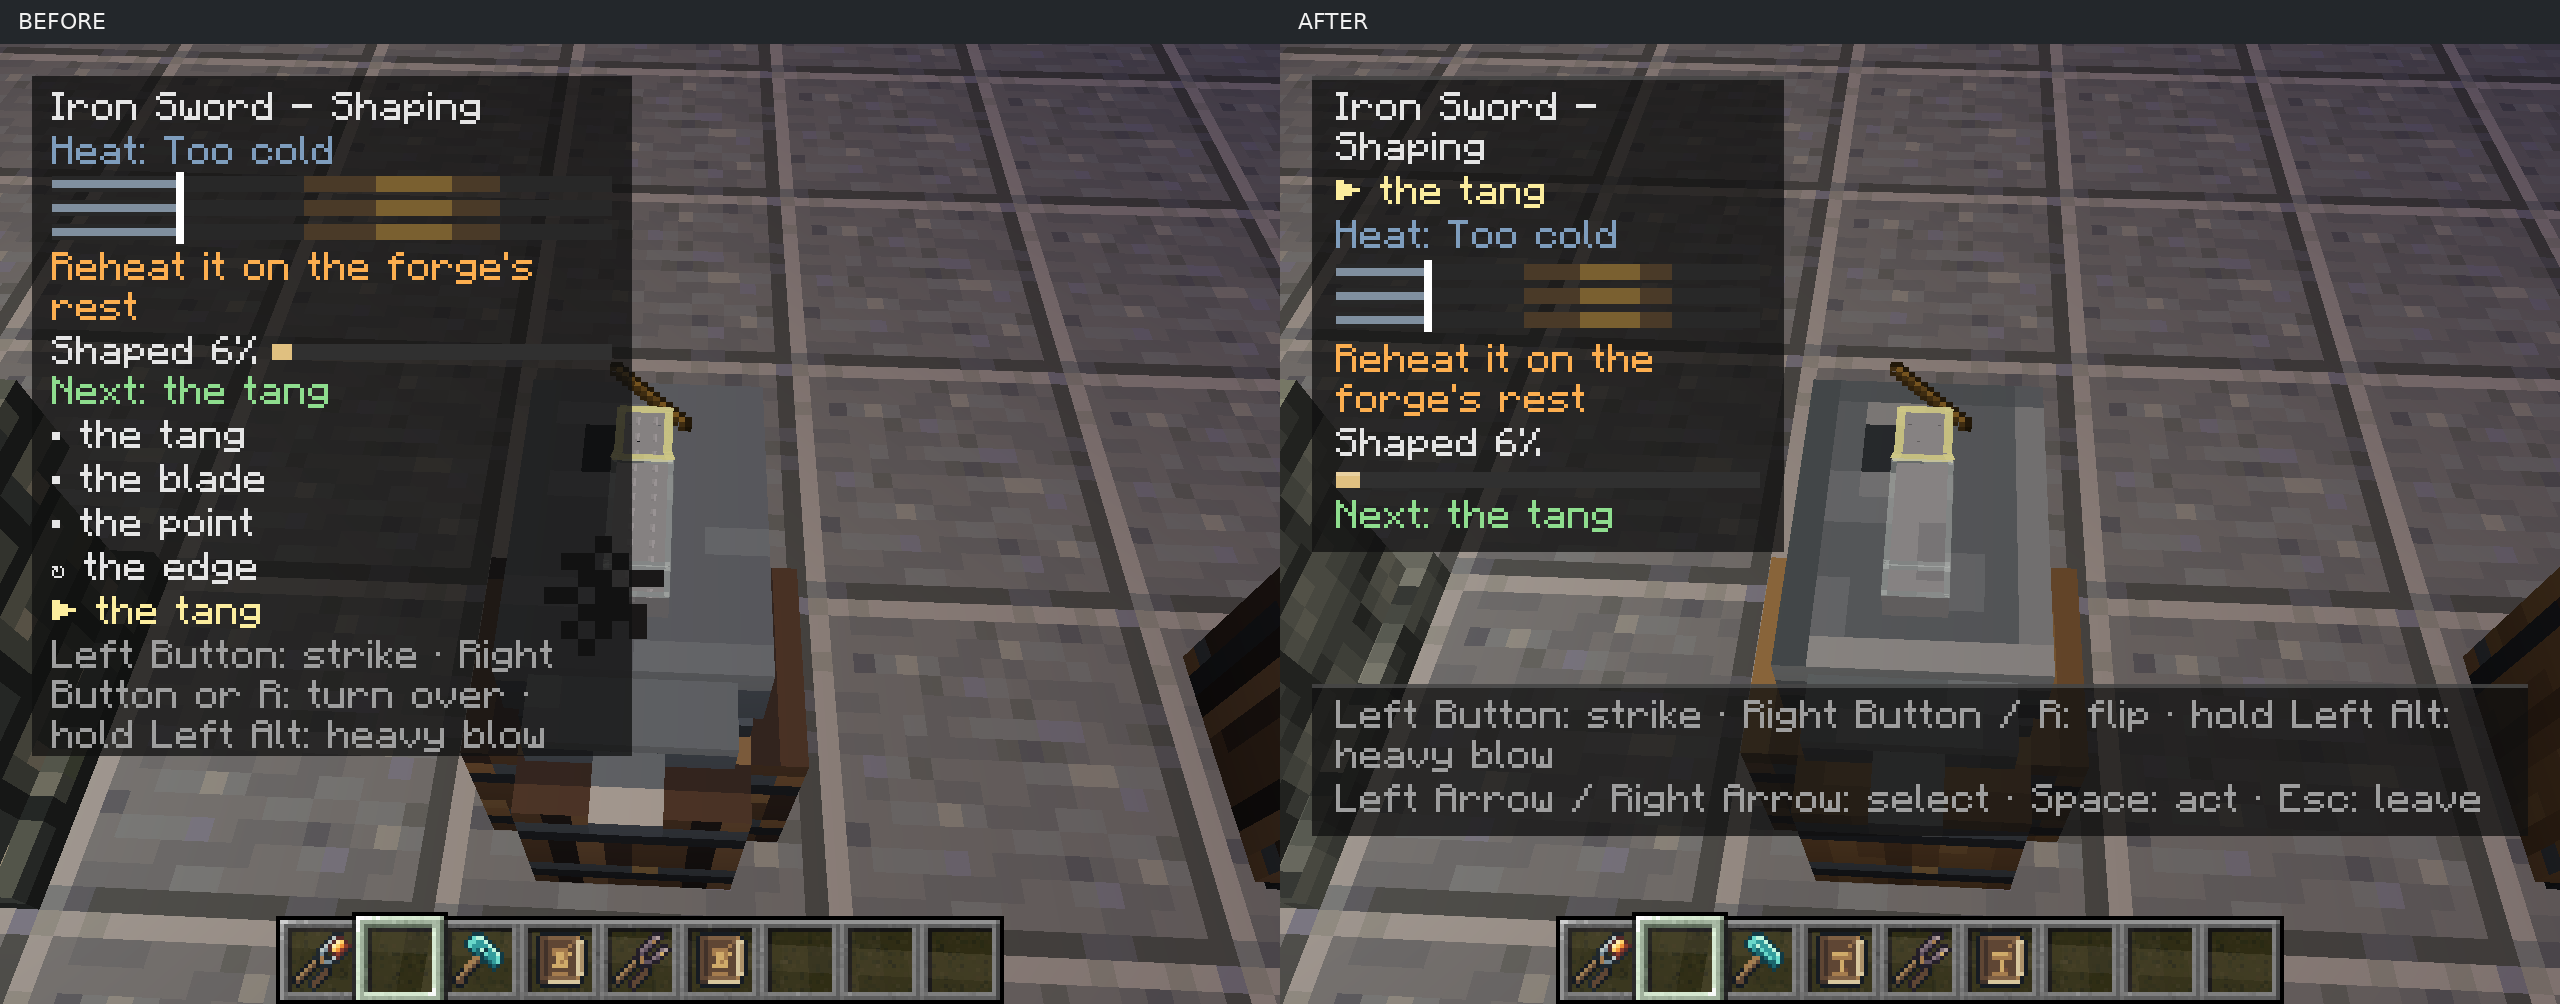 BEFORE
Iron Sword - Shaping
Heat: Too cold
Reheat it on the forge's
rest
Shaped 6%
Next: the tang
▪ the tang
▪ the blade
▪ the point
↻ the edge
► the tang
Left Button: strike · Right
Button or R: turn over ·
hold Left Alt: heavy blow
AFTER
Iron Sword -
Shaping
► the tang
Heat: Too cold
Reheat it on the
forge's rest
Shaped 6%
Next: the tang
Left Button: strike · Right Button / R: flip · hold Left Alt:
heavy blow
Left Arrow / Right Arrow: select · Space: act · Esc: leave